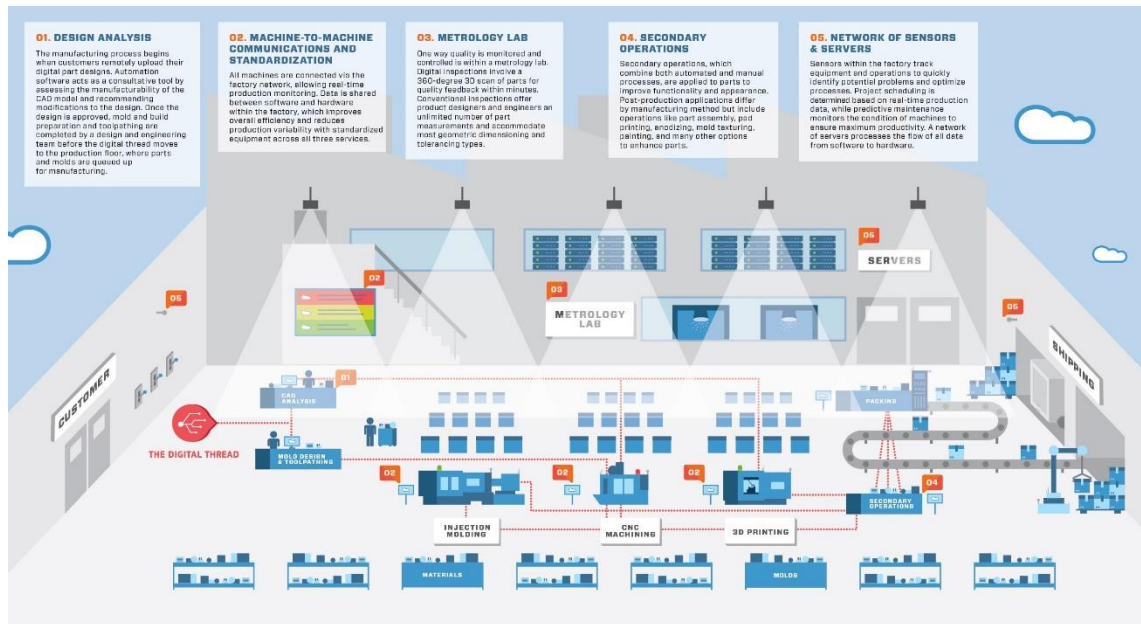 01. DESIGN ANALYSIS
The manufacturing process begins
when customers remotely upload their
digital part designs. Automation
software acts as a consultative tool by
assessing the manufacturability of the
CAD model and recommending
modifications to the design. Once the
design is approved, mold and build
preparation and toolpathing are
completed by a design and engineering
team before the digital thread moves
to the production floor, where parts
and molds are queued up
for manufacturing.
02. MACHINE-TO-MACHINE
COMMUNICATIONS AND
STANDARDIZATION
All machines are connected via the
factory network, allowing real-time
production monitoring. Data is shared
between software and hardware
within the factory, which improves
overall efficiency and reduces
production variability with standardized
equipment across all three services.
03. METROLOGY LAB
One way quality is monitored and
controlled is within a metrology lab.
Digital inspections involve a
360-degree 3D scan of parts for
quality feedback within minutes.
Conventional inspections offer
product designers and engineers an
unlimited number of part
measurements and accommodate
most geometric dimensioning and
tolerancing types.
04. SECONDARY
OPERATIONS
Secondary operations, which
combine both automated and manual
processes, are applied to parts to
improve functionality and appearance.
Post-production applications differ
by manufacturing method but include
operations like part assembly, pad
printing, anodizing, mold texturing,
painting, and many other options
to enhance parts.
05. NETWORK OF SENSORS
& SERVERS
Sensors within the factory track
equipment and operations to quickly
identify potential problems and optimize
processes. Project scheduling is
determined based on real-time production
data, while predictive maintenance
monitors the condition of machines to
ensure maximum productivity. A network
of servers processes the flow of all data
from software to hardware.
05
SERVERS
02
03
METROLOGY
LAB
05
05
CUSTOMER
SHIPPING
01
CAD
ANALYSIS
PACKING
THE DIGITAL THREAD
MOLD DESIGN
& TOOLPATHING
02
02
02
04
SECONDARY
OPERATIONS
INJECTION
MOLDING
CNC
MACHINING
3D PRINTING
MATERIALS
MOLDS